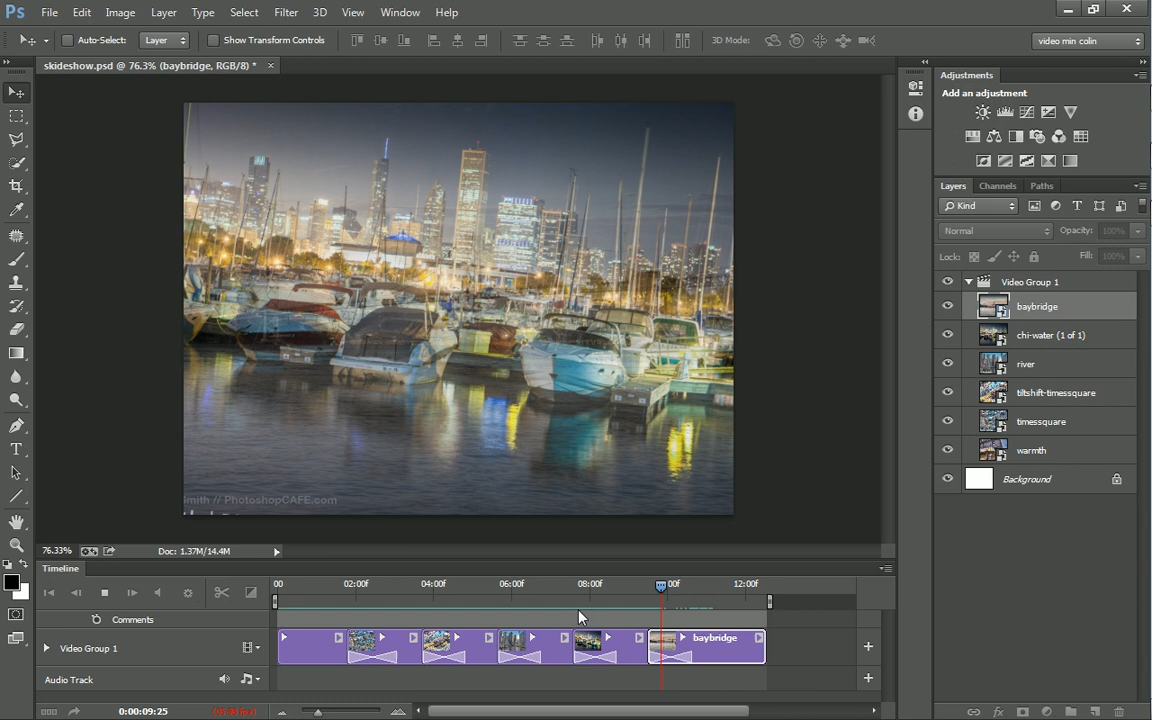 Ps File Edit Image Layer Type Select Filter 3D View Window Help
Auto-Select: Layer Show Transform Controls 3D Mode: video min colin
skideshow.psd @ 76.3% (baybridge, RGB/8) * ×
Adjustments
Add an adjustment
Layers Channels Paths
Kind
Normal Opacity: 100%
Lock: Fill: 100%
Video Group 1
baybridge
chi-water (1 of 1)
river
tiltshift-timessquare
timessquare
warmth
Background
smith // PhotoshopCAFE.com
76.33% Doc: 1.37M/14.4M
Timeline
00 02:00f 04:00f 06:00f 08:00f 00f 12:00f
Comments
Video Group 1 baybridge
Audio Track
0:00:09:25